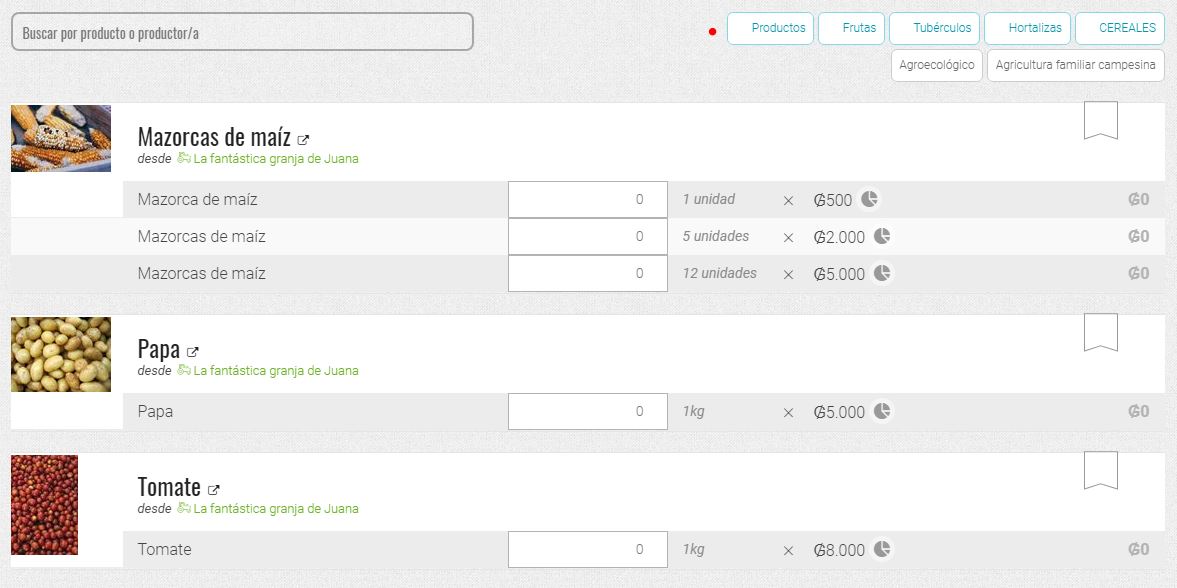 Buscar por producto o productor/a
Productos
Frutas
Tubérculos
Hortalizas
CEREALES
Agroecológico
Agricultura familiar campesina
Mazorcas de maíz
desde La fantástica granja de Juana
Mazorca de maíz 0 1 unidad × ₲500 ₲0
Mazorcas de maíz 0 5 unidades × ₲2.000 ₲0
Mazorcas de maíz 0 12 unidades × ₲5.000 ₲0
Papa
desde La fantástica granja de Juana
Papa 0 1kg × ₲5.000 ₲0
Tomate
desde La fantástica granja de Juana
Tomate 0 1kg × ₲8.000 ₲0